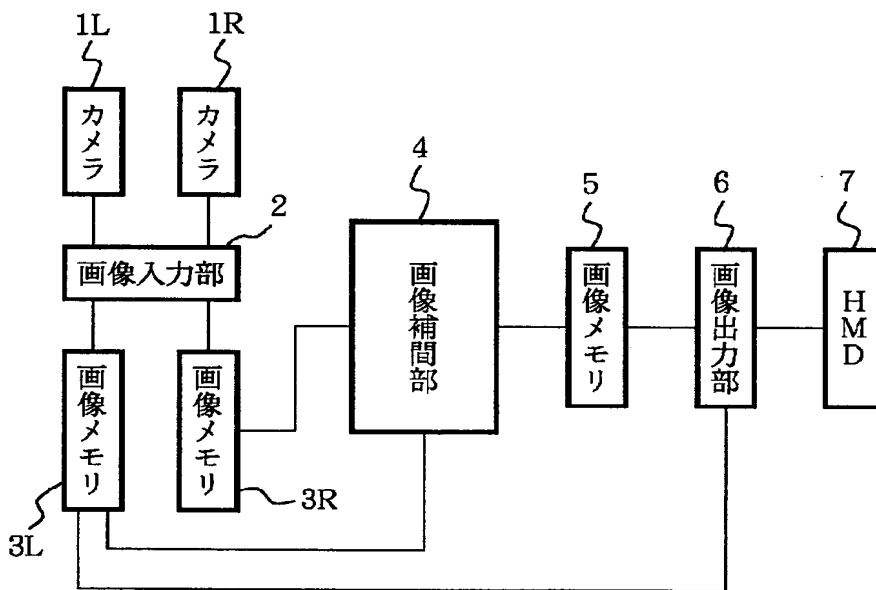 1L
1R
カメラ
カメラ
2
画像入力部
4
画像補間部
5
画像メモリ
6
画像出力部
7
HMD
画像メモリ
画像メモリ
3L
3R